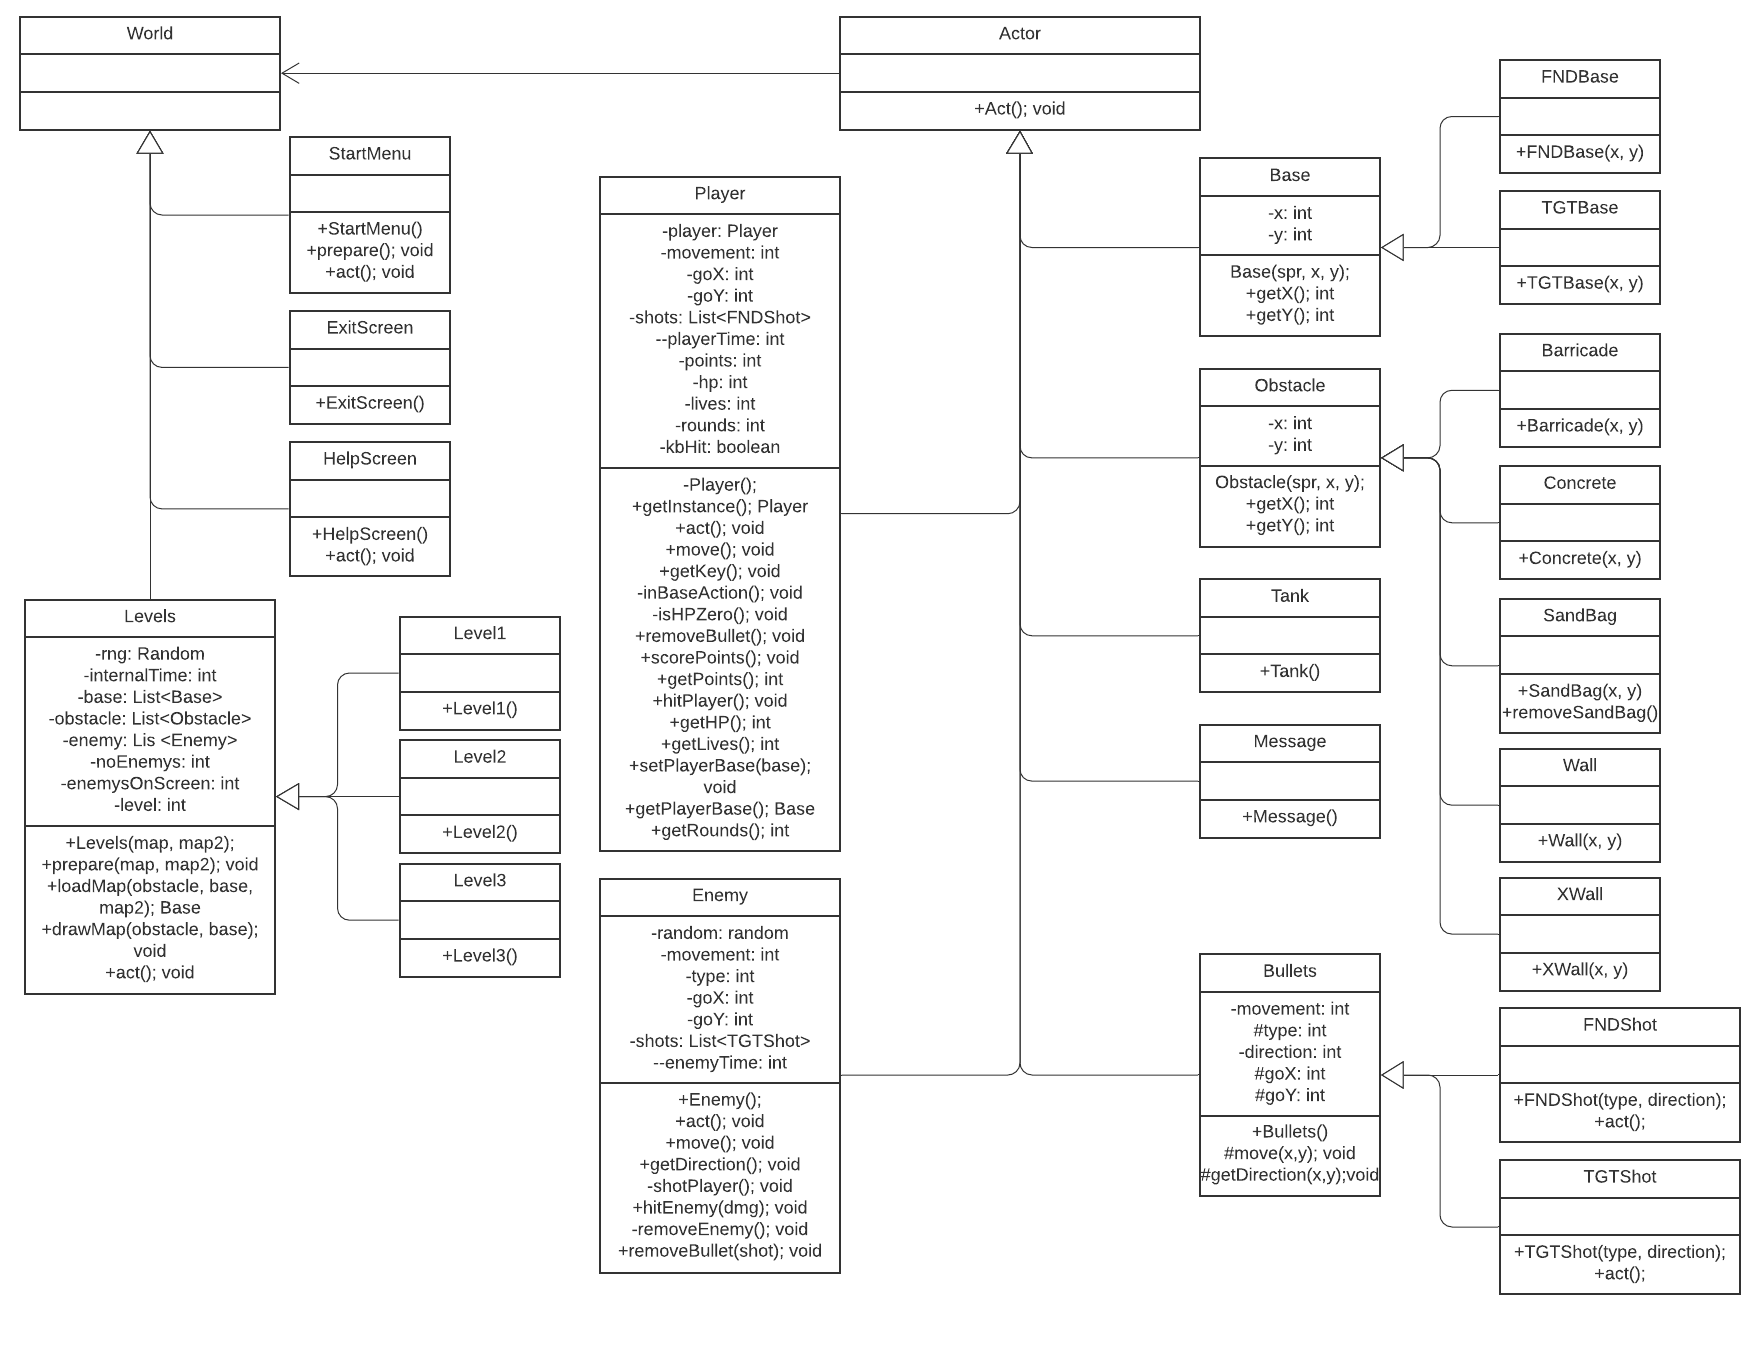 World
Actor
+Act(); void
StartMenu
+StartMenu()
+prepare(); void
+act(); void
ExitScreen
+ExitScreen()
HelpScreen
+HelpScreen()
+act(); void
Levels
-rng: Random
-internalTime: int
-base: List<Base>
-obstacle: List<Obstacle>
-enemy: Lis <Enemy>
-noEnemys: int
-enemysOnScreen: int
-level: int
+Levels(map, map2);
+prepare(map, map2); void
+loadMap(obstacle, base,
map2); Base
+drawMap(obstacle, base);
void
+act(); void
Level1
+Level1()
Level2
+Level2()
Level3
+Level3()
Player
-player: Player
-movement: int
-goX: int
-goY: int
-shots: List<FNDShot>
--playerTime: int
-points: int
-hp: int
-lives: int
-rounds: int
-kbHit: boolean
-Player();
+getInstance(); Player
+act(); void
+move(); void
+getKey(); void
-inBaseAction(); void
-isHPZero(); void
+removeBullet(); void
+scorePoints(); void
+getPoints(); int
+hitPlayer(); void
+getHP(); int
+getLives(); int
+setPlayerBase(base);
void
+getPlayerBase(); Base
+getRounds(); int
Enemy
-random: random
-movement: int
-type: int
-goX: int
-goY: int
-shots: List<TGTShot>
--enemyTime: int
+Enemy();
+act(); void
+move(); void
+getDirection(); void
-shotPlayer(); void
+hitEnemy(dmg); void
-removeEnemy(); void
+removeBullet(shot); void
Base
-x: int
-y: int
Base(spr, x, y);
+getX(); int
+getY(); int
Obstacle
-x: int
-y: int
Obstacle(spr, x, y);
+getX(); int
+getY(); int
Tank
+Tank()
Message
+Message()
Bullets
-movement: int
#type: int
-direction: int
#goX: int
#goY: int
+Bullets()
#move(x,y); void
#getDirection(x,y);void
FNDBase
+FNDBase(x, y)
TGTBase
+TGTBase(x, y)
Barricade
+Barricade(x, y)
Concrete
+Concrete(x, y)
SandBag
+SandBag(x, y)
+removeSandBag()
Wall
+Wall(x, y)
XWall
+XWall(x, y)
FNDShot
+FNDShot(type, direction);
+act();
TGTShot
+TGTShot(type, direction);
+act();